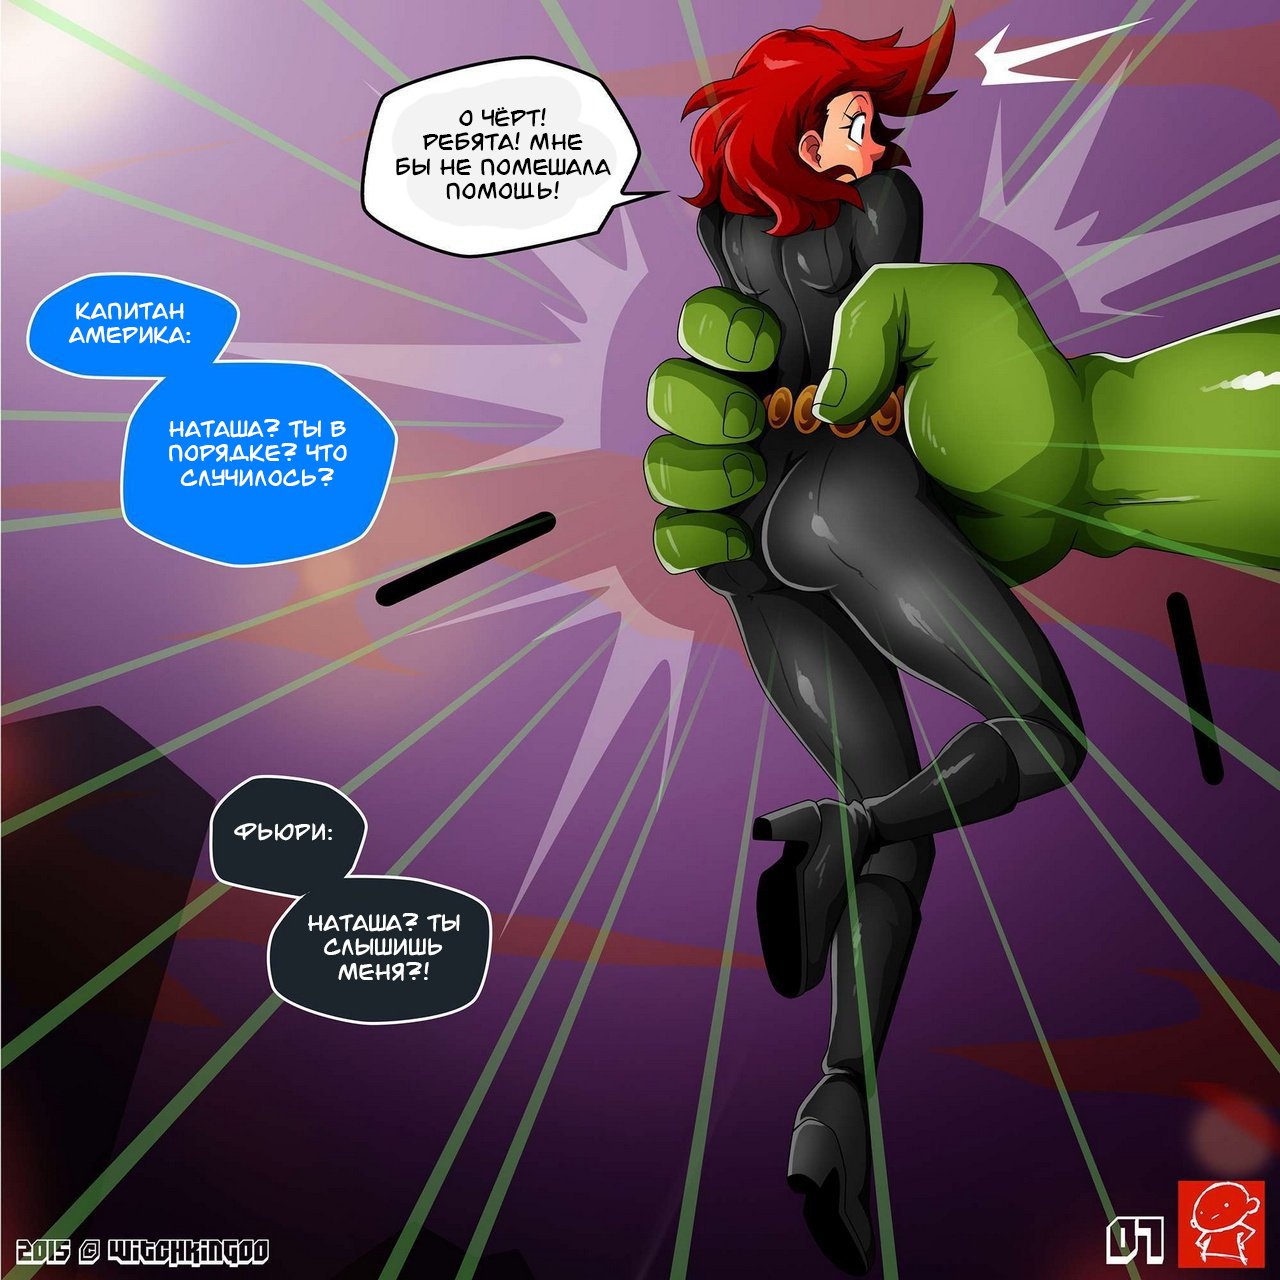 О ЧЁРТ!
РЕБЯТА! МНЕ
БЫ НЕ ПОМЕШАЛА
ПОМОЩЬ!
КАПИТАН
АМЕРИКА:
НАТАША? ТЫ В
ПОРЯДКЕ? ЧТО
СЛУЧИЛОСЬ?
ФЬЮРИ:
НАТАША? ТЫ
СЛЫШИШЬ
МЕНЯ?!
2015 © WITCHKING00
07